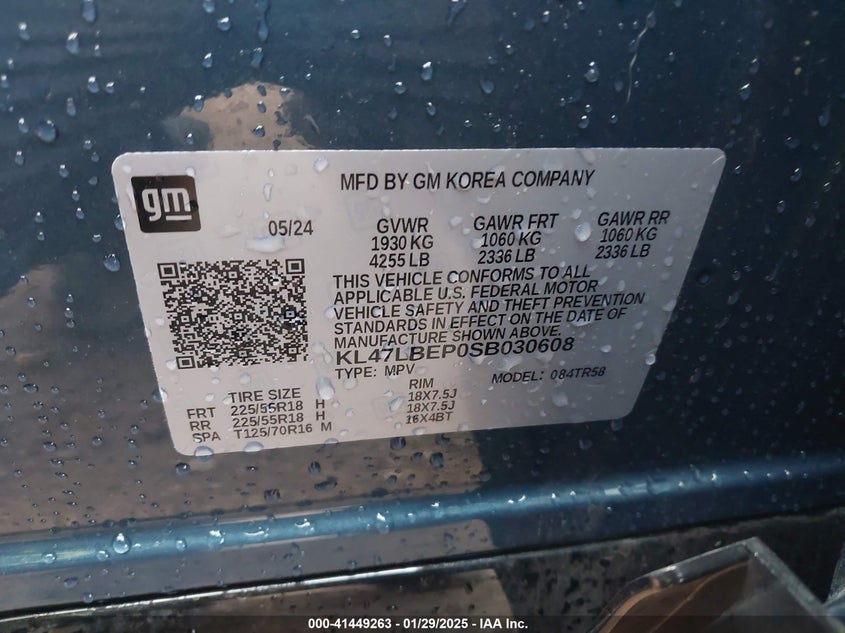 gm
MFD BY GM KOREA COMPANY
05/24
GVWR
1930 KG
4255 LB
GAWR FRT
1060 KG
2336 LB
GAWR RR
1060 KG
2336 LB
THIS VEHICLE CONFORMS TO ALL
APPLICABLE U.S. FEDERAL MOTOR
VEHICLE SAFETY AND THEFT PREVENTION
STANDARDS IN EFFECT ON THE DATE OF
MANUFACTURE SHOWN ABOVE.
KL47LBEP0SB030608
TYPE: MPV
MODEL: 084TR58
TIRE SIZE RIM
FRT 225/55R18 H 18X7.5J
RR 225/55R18 H 18X7.5J
SPA T125/70R16 M 16X4BT
000-41449263 - 01/29/2025 - IAA Inc.